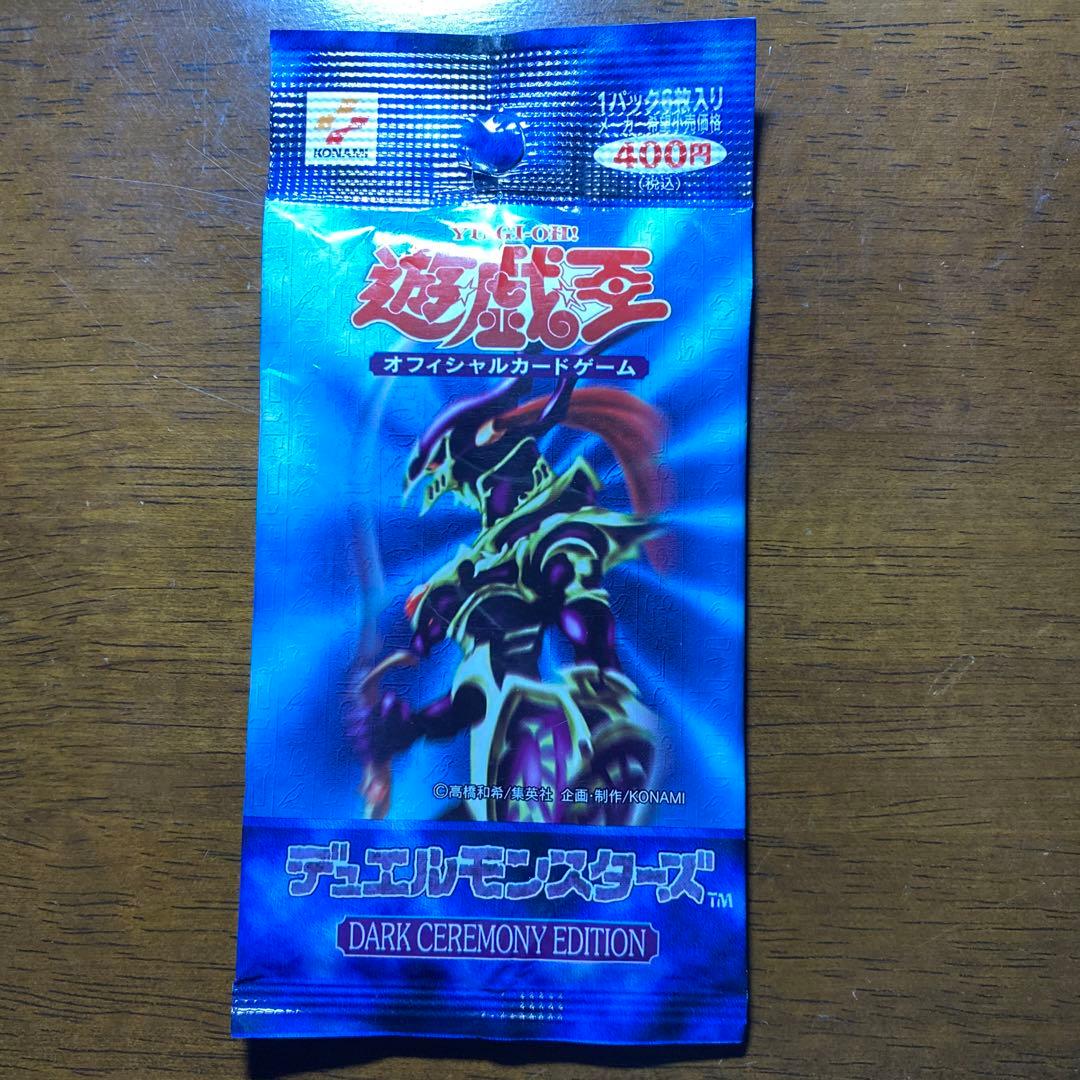 KONAMI
1パック6枚入り
メーカー希望小売価格
400円
(税込)
YU-GI-OH!
遊戯王
オフィシャルカードゲーム
©高橋和希/集英社 企画・制作/KONAMI
デュエルモンスターズ™
DARK CEREMONY EDITION